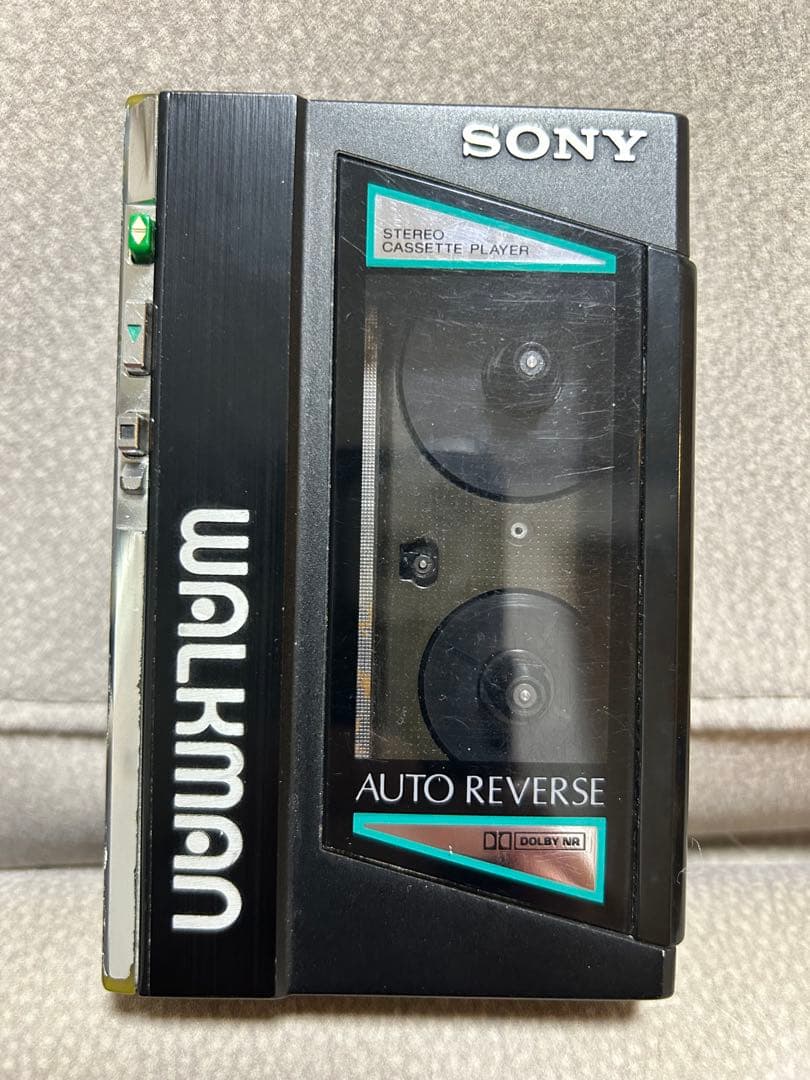 SONY
STEREO
CASSETTE PLAYER
WALKMAN
AUTO REVERSE
DOLBY NR